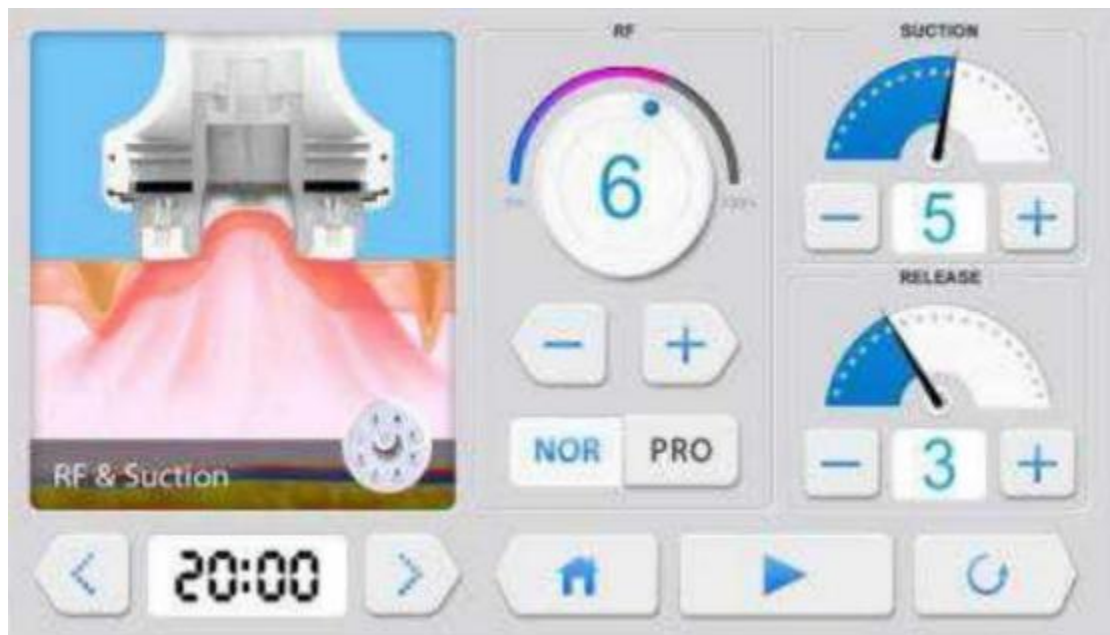 RF
SUCTION
6
5
RELEASE
NOR PRO
3
RF & Suction
20:00